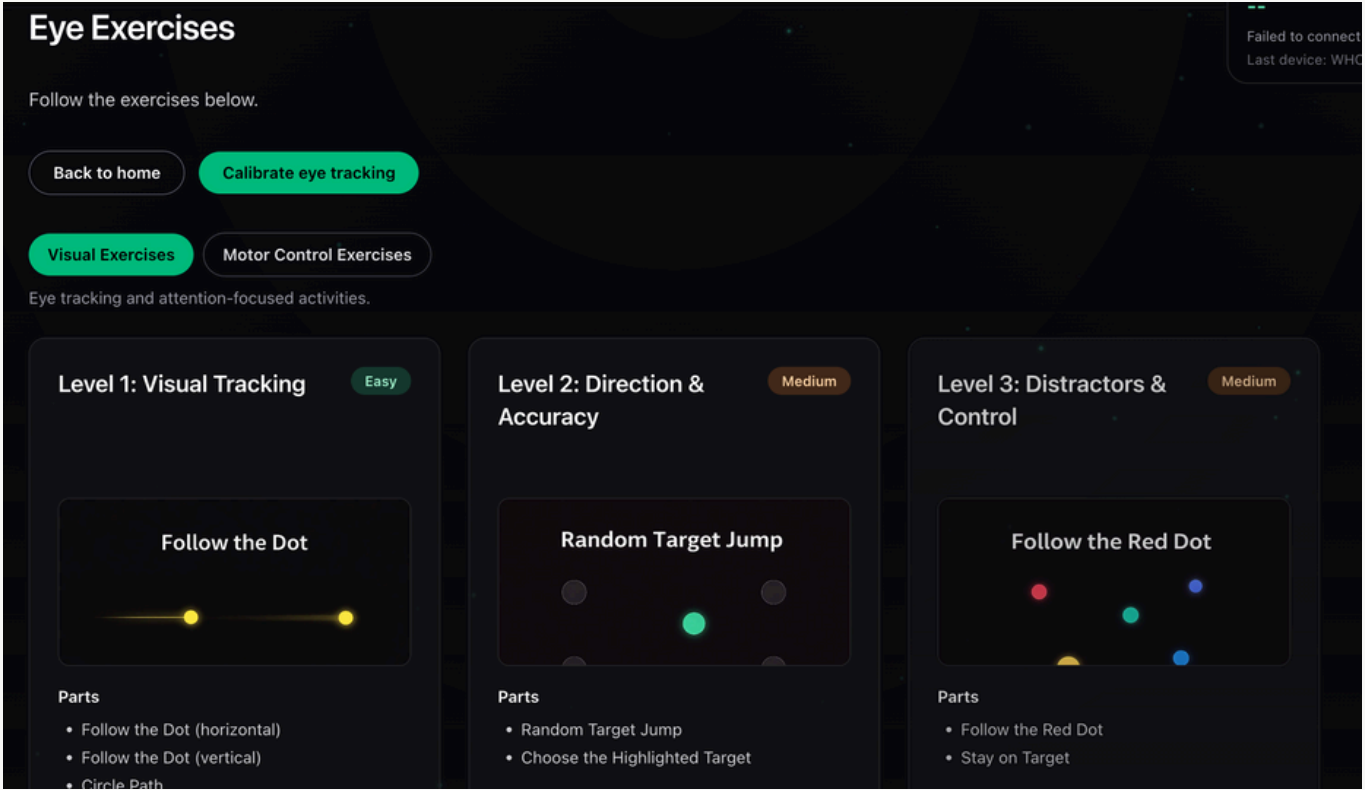 Eye Exercises
--
Failed to connect
Last device:
Follow the exercises below.
Back to home
Calibrate eye tracking
Visual Exercises
Motor Control Exercises
Eye tracking and attention-focused activities.
Level 1: Visual Tracking
Easy
Follow the Dot
Parts
• Follow the Dot (horizontal)
• Follow the Dot (vertical)
• Circle Path
Level 2: Direction &
Accuracy
Medium
Random Target Jump
Parts
• Random Target Jump
• Choose the Highlighted Target
Level 3: Distractors &
Control
Medium
Follow the Red Dot
Parts
• Follow the Red Dot
• Stay on Target